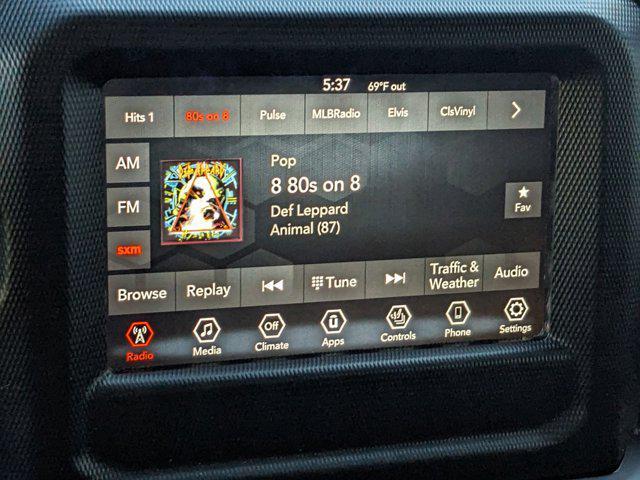 5:37 69°F out
Hits 1 80s on 8 Pulse MLBRadio Elvis ClsVinyl
AM
FM
sxm
DEF LEPPARD
Pop
8 80s on 8
Def Leppard
Animal (87)
Fav
Browse Replay Tune Traffic & Weather Audio
Radio Media Off Climate Apps Controls Phone Settings